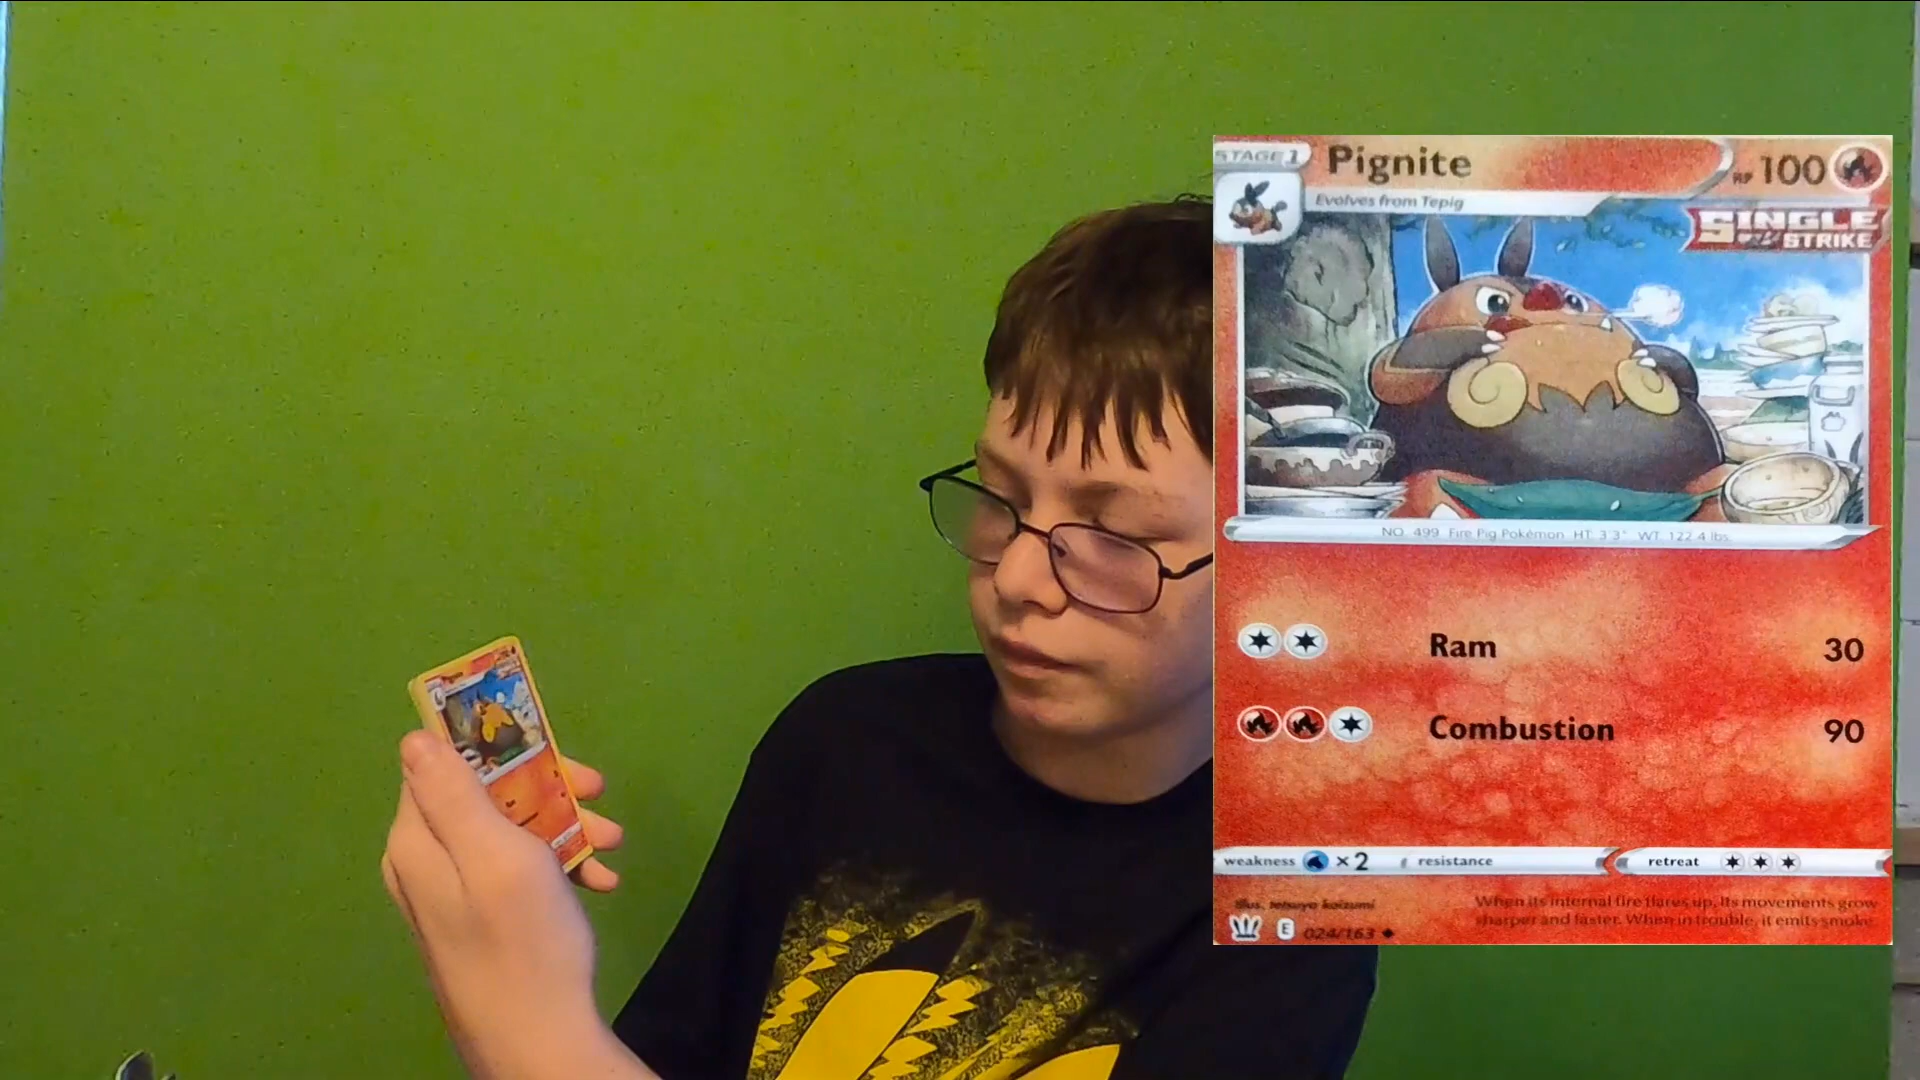 STAGE 1
Pignite
HP 100
Evolves from Tepig
SINGLE
STRIKE
NO. 499 Fire Pig Pokémon HT 3'3" WT 122.4 lbs.
Ram 30
Combustion 90
weakness ×2 resistance retreat
Illus. tetsuya koizumi
When its internal fire flares up, its movements grow
sharper and faster. When in trouble, it emits smoke.
E 024/163